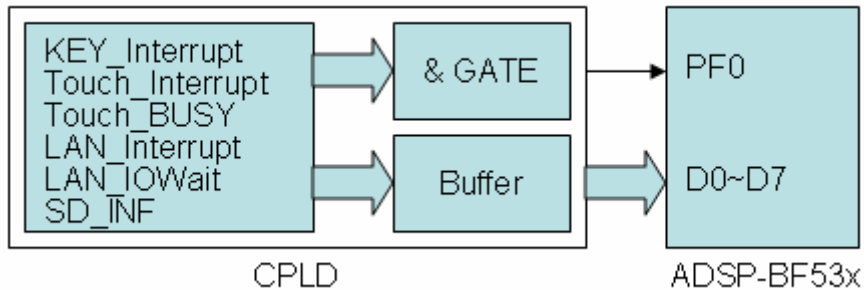 KEY_Interrupt
Touch_Interrupt
Touch_BUSY
LAN_Interrupt
LAN_IOWait
SD_INF
& GATE
Buffer
PF0
D0~D7
CPLD
ADSP-BF53x